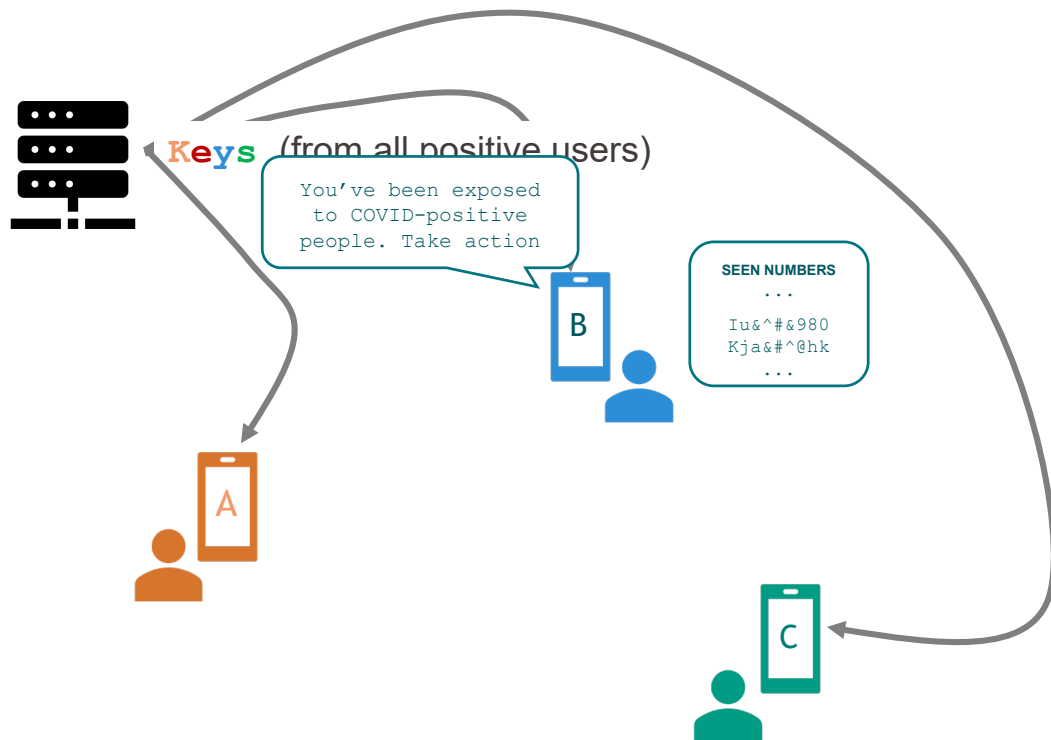 Keys (from all positive users)
You’ve been exposed
to COVID-positive
people. Take action
B
SEEN NUMBERS
...
Iu&^#&980
Kja&#^@hk
...
A
C